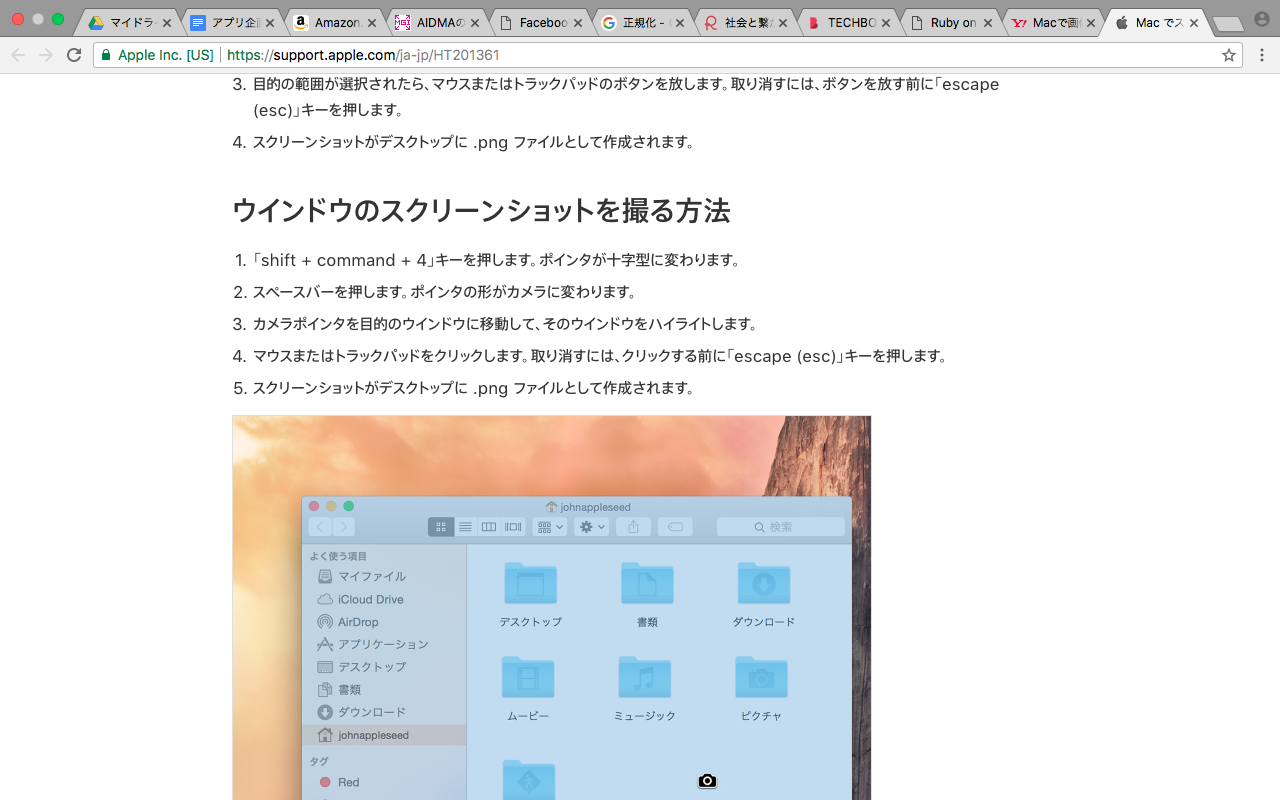 マイドラ
アプリ企画
Amazon.
AIDMAの
Faceboo
正規化 -
社会と繋が
TECHBO
Ruby on
Macで画像
Mac でス
Apple Inc. [US]
https://support.apple.com/ja-jp/HT201361
3. 目的の範囲が選択されたら、マウスまたはトラックパッドのボタンを放します。取り消すには、ボタンを放す前に「escape
(esc)」キーを押します。
4. スクリーンショットがデスクトップに .png ファイルとして作成されます。
ウインドウのスクリーンショットを撮る方法
1. 「shift + command + 4」キーを押します。ポインタが十字型に変わります。
2. スペースバーを押します。ポインタの形がカメラに変わります。
3. カメラポインタを目的のウインドウに移動して、そのウインドウをハイライトします。
4. マウスまたはトラックパッドをクリックします。取り消すには、クリックする前に「escape (esc)」キーを押します。
5. スクリーンショットがデスクトップに .png ファイルとして作成されます。
johnappleseed
検索
よく使う項目
マイファイル
iCloud Drive
AirDrop
アプリケーション
デスクトップ
書類
ダウンロード
johnappleseed
タグ
Red
デスクトップ
書類
ダウンロード
ムービー
ミュージック
ピクチャ